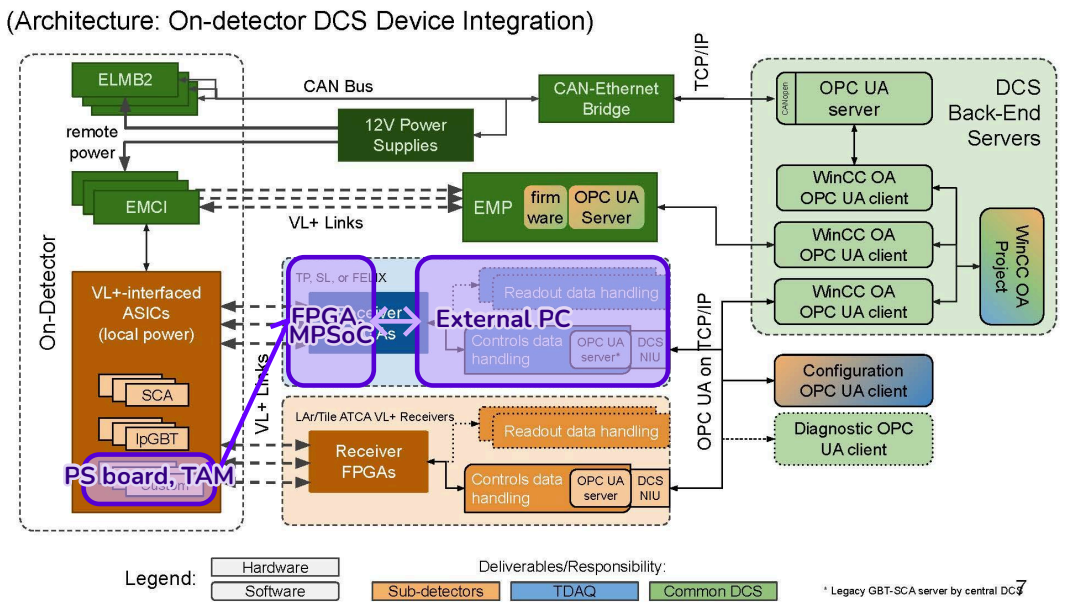 (Architecture: On-detector DCS Device Integration)
ELMB2
CAN Bus
CAN-Ethernet
Bridge
TCP/IP
CANopen
OPC UA
server
DCS
Back-End
Servers
remote
power
12V Power
Supplies
EMCI
VL+ Links
EMP
firm
ware
OPC UA
Server
WinCC OA
OPC UA client
WinCC OA
OPC UA client
WinCC OA
OPC UA client
WinCC OA
Project
On-Detector
VL+-interfaced
ASICs
(local power)
SCA
lpGBT
Custom
PS board, TAM
VL+ Links
TP, SL, or FELIX
FPGA,
MPSoC
External PC
Readout data handling
Controls data
handling
OPC UA
server*
DCS
NIU
OPC UA on TCP/IP
Configuration
OPC UA client
Diagnostic OPC
UA client
LAr/Tile ATCA VL+ Receivers
Receiver
FPGAs
Readout data handling
Controls data
handling
OPC UA
server
DCS
NIU
Legend:
Hardware
Software
Deliverables/Responsibility:
Sub-detectors
TDAQ
Common DCS
* Legacy GBT-SCA server by central DCS
7